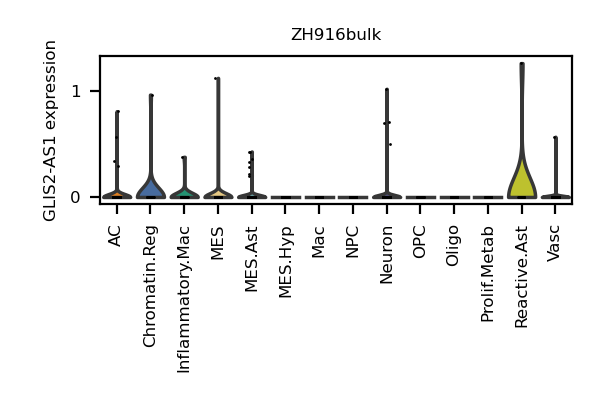 ZH916bulk
GLIS2-AS1 expression
1
0
AC
Chromatin.Reg
Inflammatory.Mac
MES
MES.Ast
MES.Hyp
Mac
NPC
Neuron
OPC
Oligo
Prolif.Metab
Reactive.Ast
Vasc